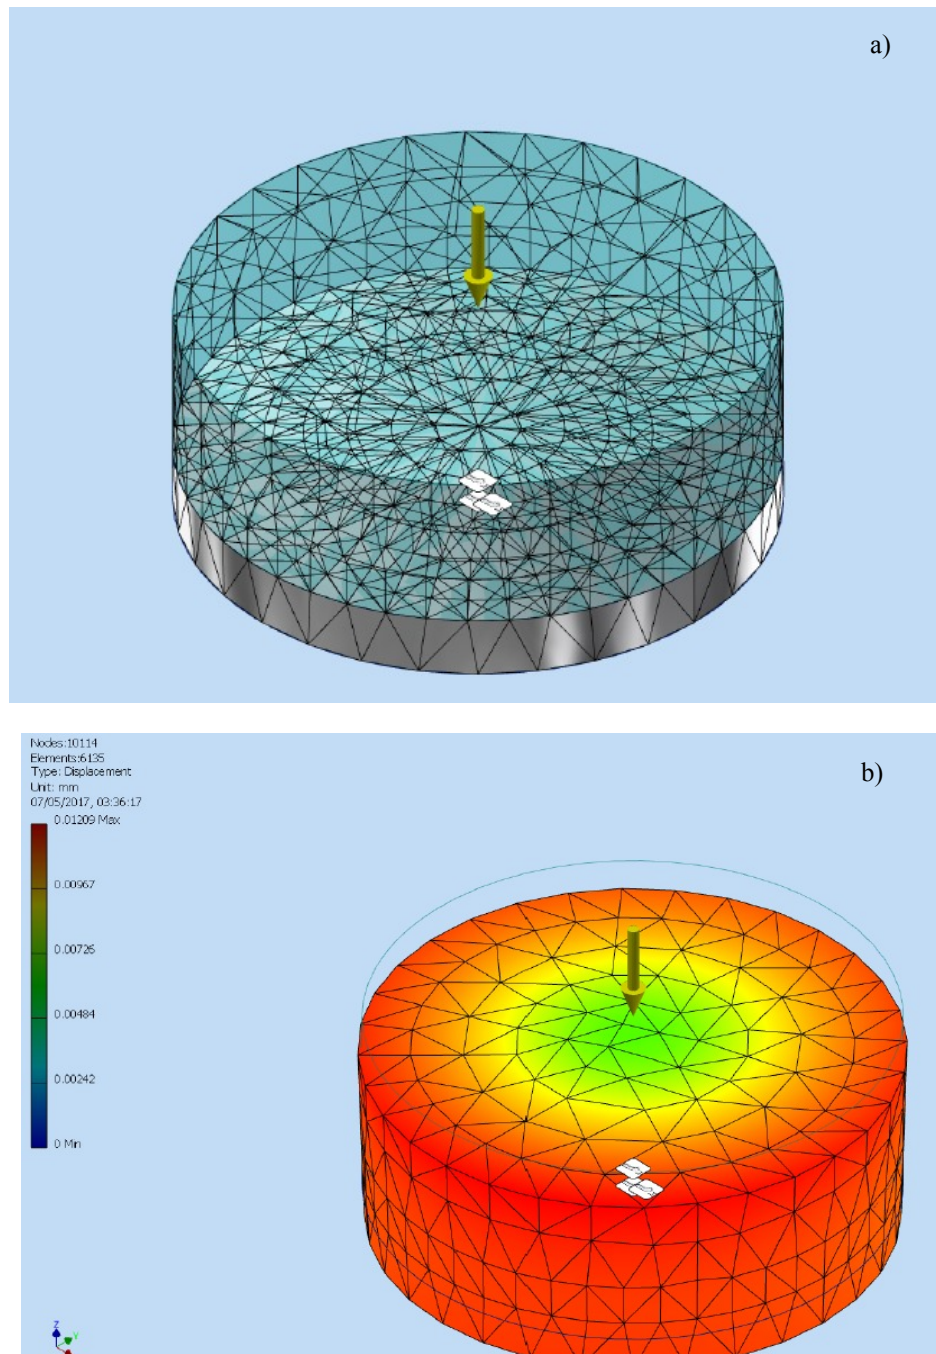 a)
Nodes:10114
Elements:6135
Type: Displacement
Unit: mm
07/05/2017, 03:36:17
b)
0.01209 Max
0.00967
0.00726
0.00484
0.00242
0 Min
Z
Y